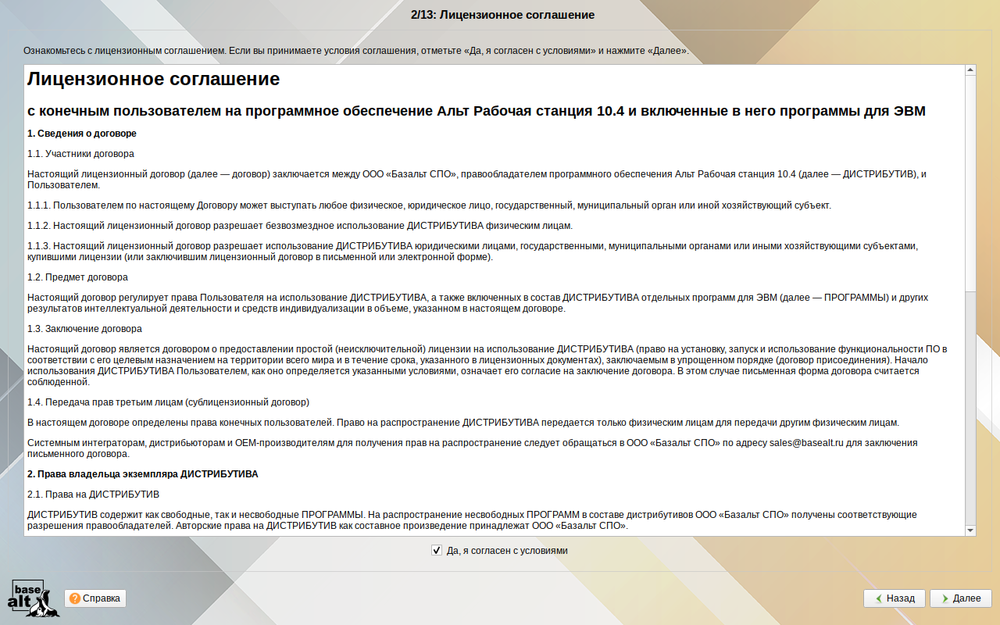 2/13: Лицензионное соглашение
Ознакомьтесь с лицензионным соглашением. Если вы принимаете условия соглашения, отметьте «Да, я согласен с условиями» и нажмите «Далее».
Лицензионное соглашение
с конечным пользователем на программное обеспечение Альт Рабочая станция 10.4 и включенные в него программы для ЭВМ
1. Сведения о договоре
1.1. Участники договора
Настоящий лицензионный договор (далее — договор) заключается между ООО «Базальт СПО», правообладателем программного обеспечения Альт Рабочая станция 10.4 (далее — ДИСТРИБУТИВ), и
Пользователем.
1.1.1. Пользователем по настоящему Договору может выступать любое физическое, юридическое лицо, государственный, муниципальный орган или иной хозяйствующий субъект.
1.1.2. Настоящий лицензионный договор разрешает безвозмездное использование ДИСТРИБУТИВА физическим лицам.
1.1.3. Настоящий лицензионный договор разрешает использование ДИСТРИБУТИВА юридическими лицами, государственными, муниципальными органами или иными хозяйствующими субъектами,
купившими лицензии (или заключившим лицензионный договор в письменной или электронной форме).
1.2. Предмет договора
Настоящий договор регулирует права Пользователя на использование ДИСТРИБУТИВА, а также включенных в состав ДИСТРИБУТИВА отдельных программ для ЭВМ (далее — ПРОГРАММЫ) и других
результатов интеллектуальной деятельности и средств индивидуализации в объеме, указанном в настоящем договоре.
1.3. Заключение договора
Настоящий договор является договором о предоставлении простой (неисключительной) лицензии на использование ДИСТРИБУТИВА (право на установку, запуск и использование функциональности ПО в
соответствии с его целевым назначением на территории всего мира и в течение срока, указанного в лицензионных документах), заключаемым в упрощенном порядке (договор присоединения). Начало
использования ДИСТРИБУТИВА Пользователем, как оно определяется указанными условиями, означает его согласие на заключение договора. В этом случае письменная форма договора считается
соблюденной.
1.4. Передача прав третьим лицам (сублицензионный договор)
В настоящем договоре определены права конечных пользователей. Право на распространение ДИСТРИБУТИВА передается только физическим лицам для передачи другим физическим лицам.
Системным интеграторам, дистрибьюторам и OEM-производителям для получения прав на распространение следует обращаться в ООО «Базальт СПО» по адресу sales@basealt.ru для заключения
письменного договора.
2. Права владельца экземпляра ДИСТРИБУТИВА
2.1. Права на ДИСТРИБУТИВ
ДИСТРИБУТИВ содержит как свободные, так и несвободные ПРОГРАММЫ. На распространение несвободных ПРОГРАММ в составе дистрибутивов ООО «Базальт СПО» получены соответствующие
разрешения правообладателей. Авторские права на ДИСТРИБУТИВ как составное произведение принадлежат ООО «Базальт СПО».
Да, я согласен с условиями
base
alt
Справка
Назад
Далее